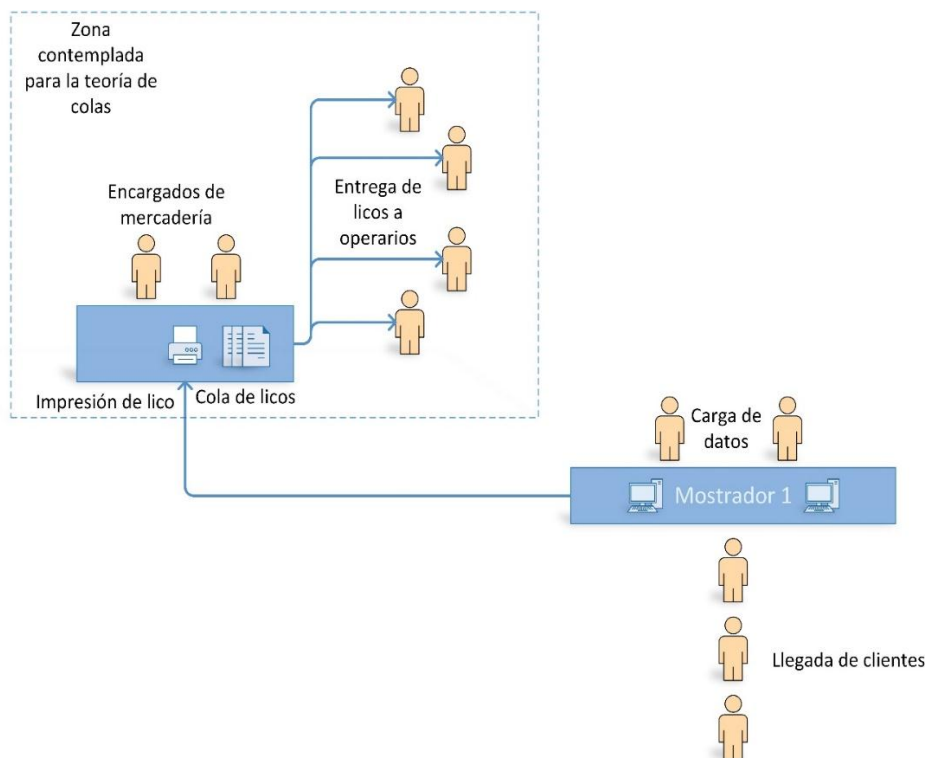 Zona
contemplada
para la teoría de
colas
Encargados de
mercadería
Entrega de
licos a
operarios
Impresión de lico
Cola de licos
Carga de
datos
Mostrador 1
Llegada de clientes